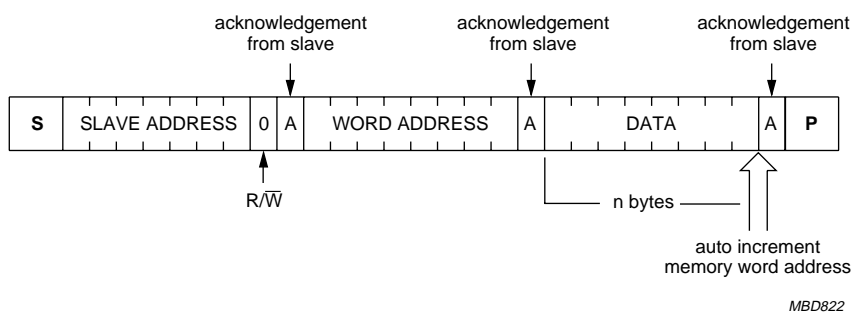 acknowledgement from slave
acknowledgement from slave
acknowledgement from slave
S SLAVE ADDRESS 0 A WORD ADDRESS A DATA A P
R/W̅
n bytes
auto increment
memory word address
MBD822